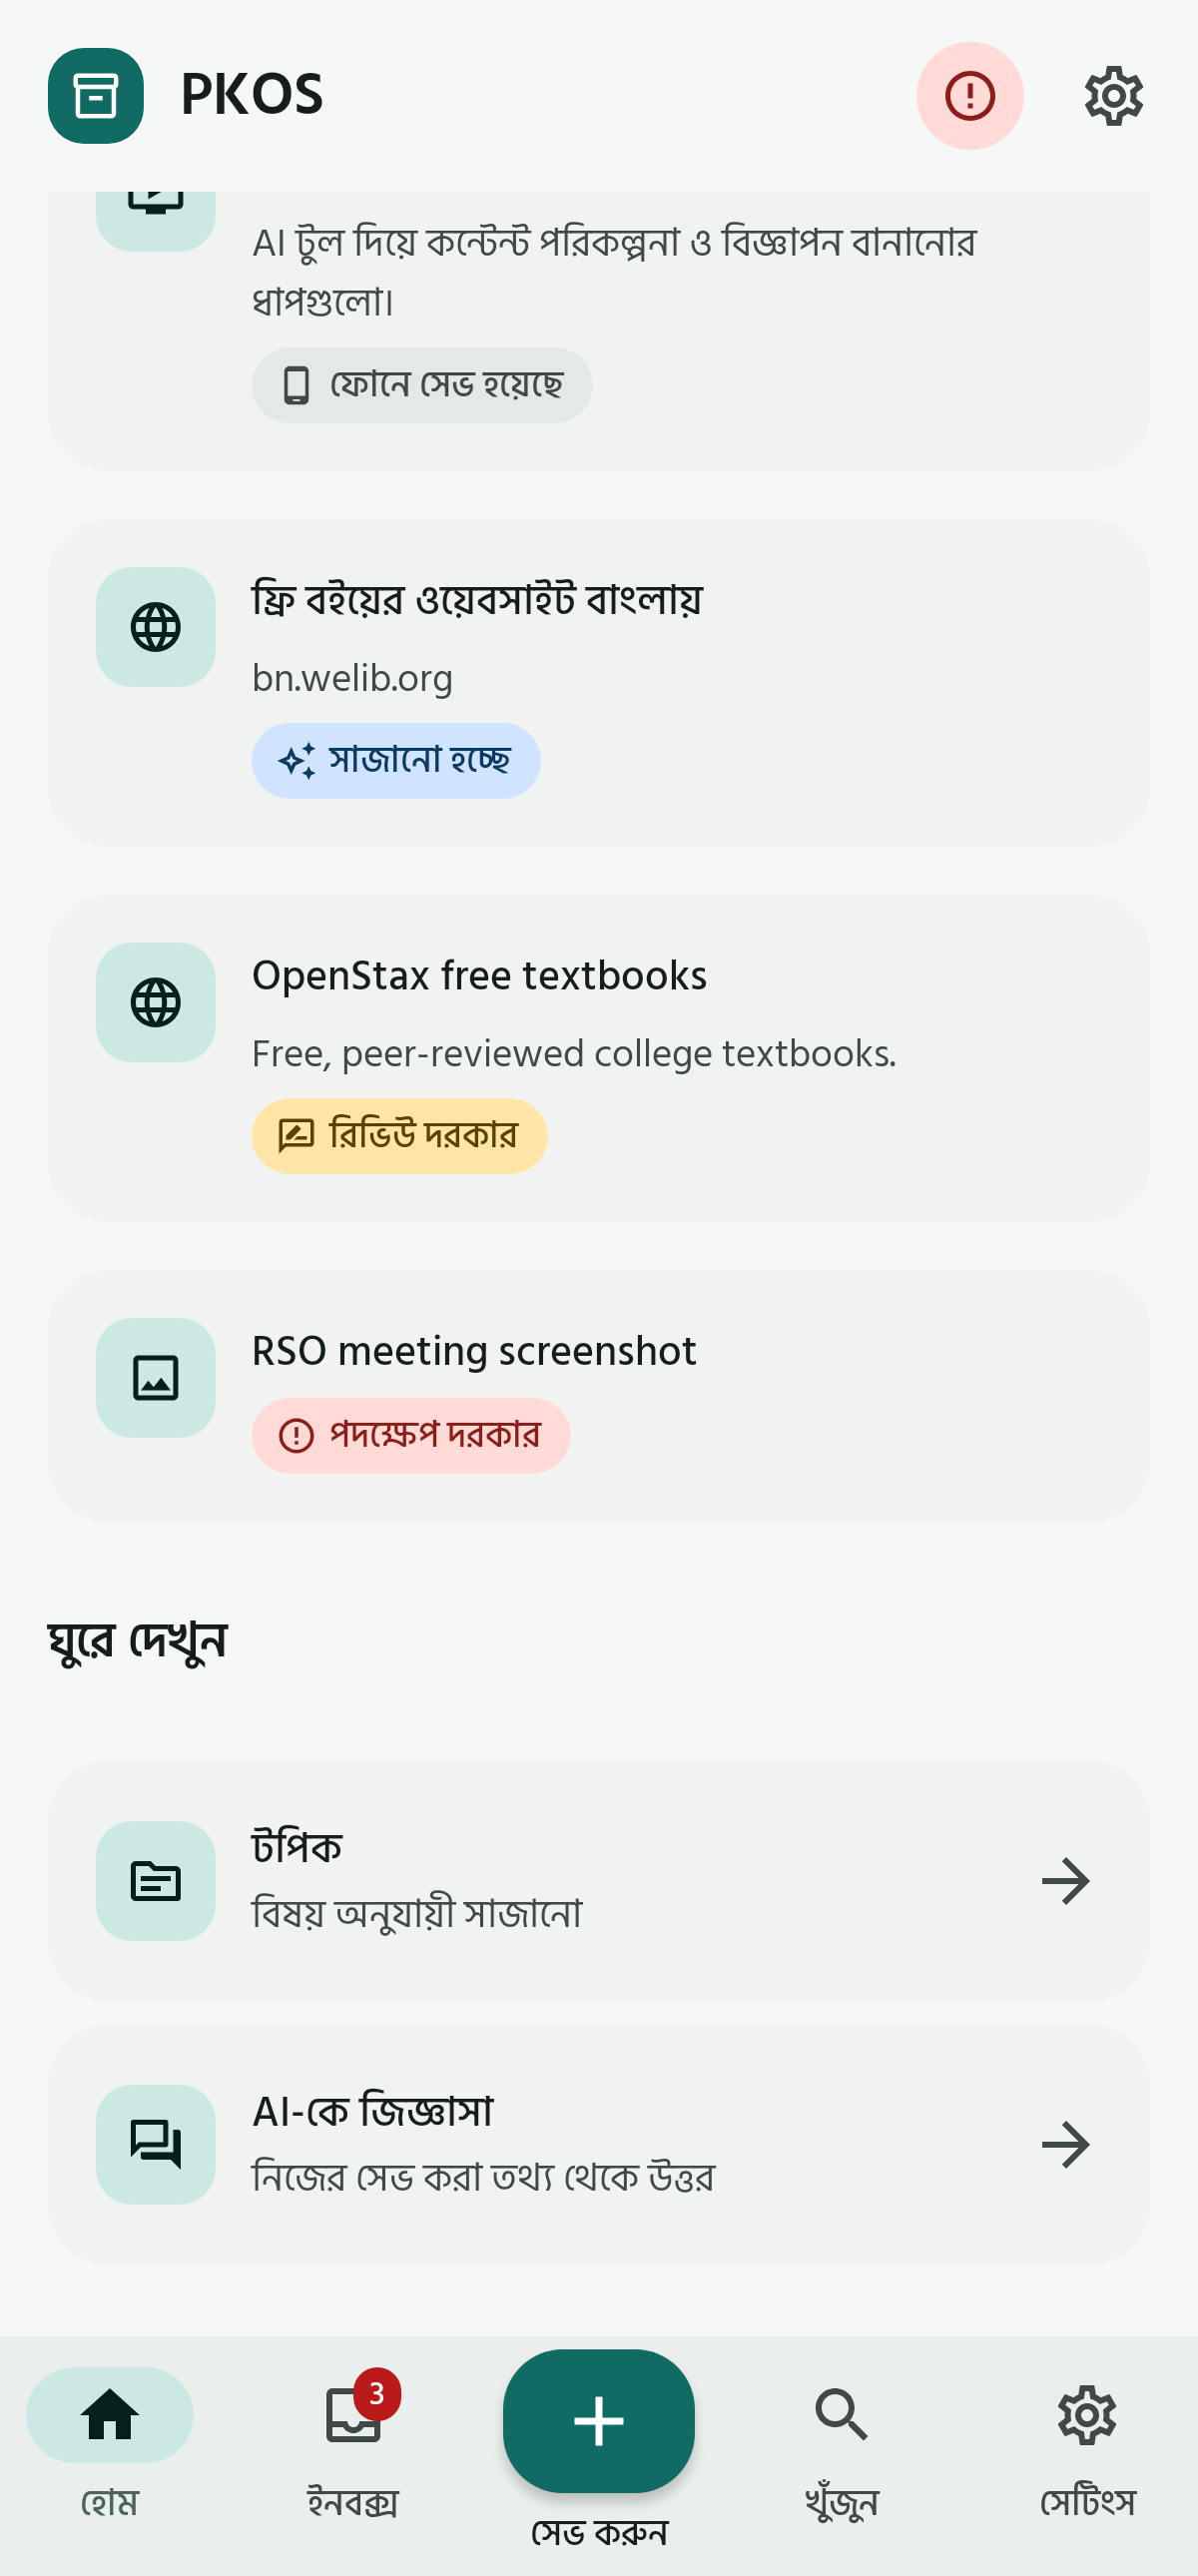 PKOS
AI টুল দিয়ে কন্টেন্ট পরিকল্পনা ও বিজ্ঞাপন বানানোর
ধাপগুলো।
ফোনে সেভ হয়েছে
ফ্রি বইয়ের ওয়েবসাইট বাংলায়
bn.welib.org
সাজানো হচ্ছে
OpenStax free textbooks
Free, peer-reviewed college textbooks.
রিভিউ দরকার
RSO meeting screenshot
পদক্ষেপ দরকার
ঘুরে দেখুন
টপিক
বিষয় অনুযায়ী সাজানো
AI-কে জিজ্ঞাসা
নিজের সেভ করা তথ্য থেকে উত্তর
3
হোম
ইনবক্স
সেভ করুন
খুঁজুন
সেটিংস